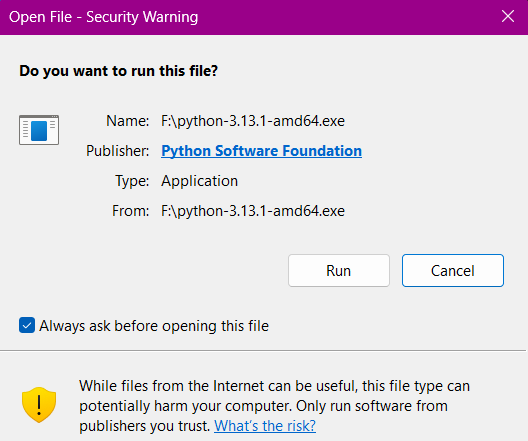 Open File - Security Warning
Do you want to run this file?
Name: F:\python-3.13.1-amd64.exe
Publisher: Python Software Foundation
Type: Application
From: F:\python-3.13.1-amd64.exe
Run Cancel
Always ask before opening this file
While files from the Internet can be useful, this file type can
potentially harm your computer. Only run software from
publishers you trust. What's the risk?